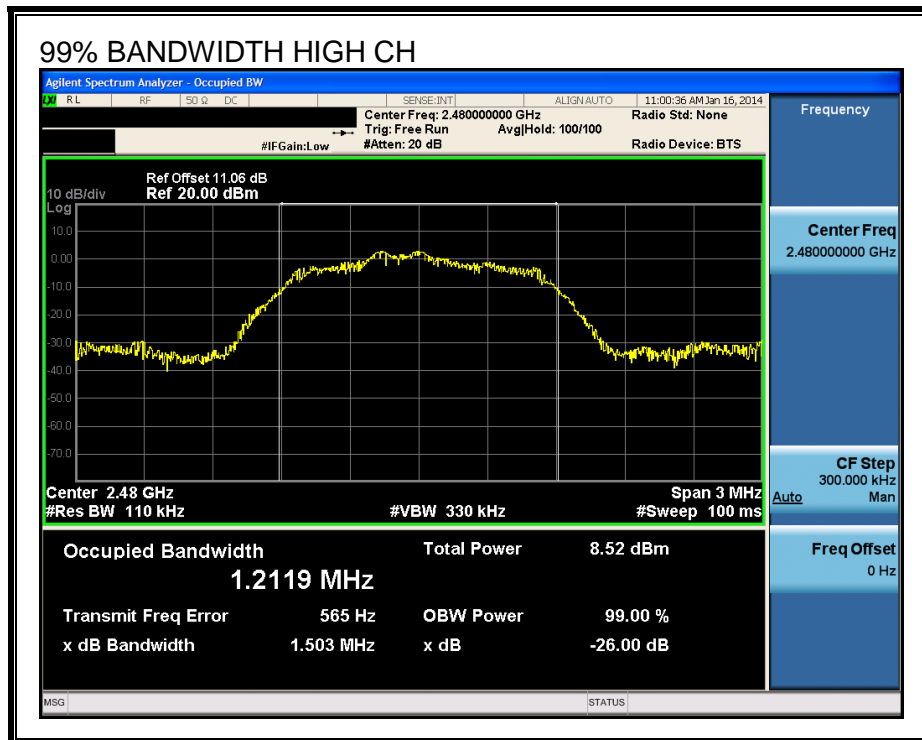 99% BANDWIDTH HIGH CH
Agilent Spectrum Analyzer - Occupied BW
LXI RL RF 50 Ω DC SENSE:INT ALIGN AUTO 11:00:36 AM Jan 16, 2014
Center Freq: 2.480000000 GHz Radio Std: None
Trig: Free Run Avg|Hold: 100/100
#IFGain:Low #Atten: 20 dB Radio Device: BTS
Frequency
Ref Offset 11.06 dB
10 dB/div Ref 20.00 dBm
Log
10.0
0.00
-10.0
-20.0
-30.0
-40.0
-50.0
-60.0
-70.0
Center 2.48 GHz Span 3 MHz
#Res BW 110 kHz #VBW 330 kHz #Sweep 100 ms
Occupied Bandwidth Total Power 8.52 dBm
1.2119 MHz
Transmit Freq Error 565 Hz OBW Power 99.00 %
x dB Bandwidth 1.503 MHz x dB -26.00 dB
Center Freq
2.480000000 GHz
CF Step
300.000 kHz
Auto Man
Freq Offset
0 Hz
MSG STATUS